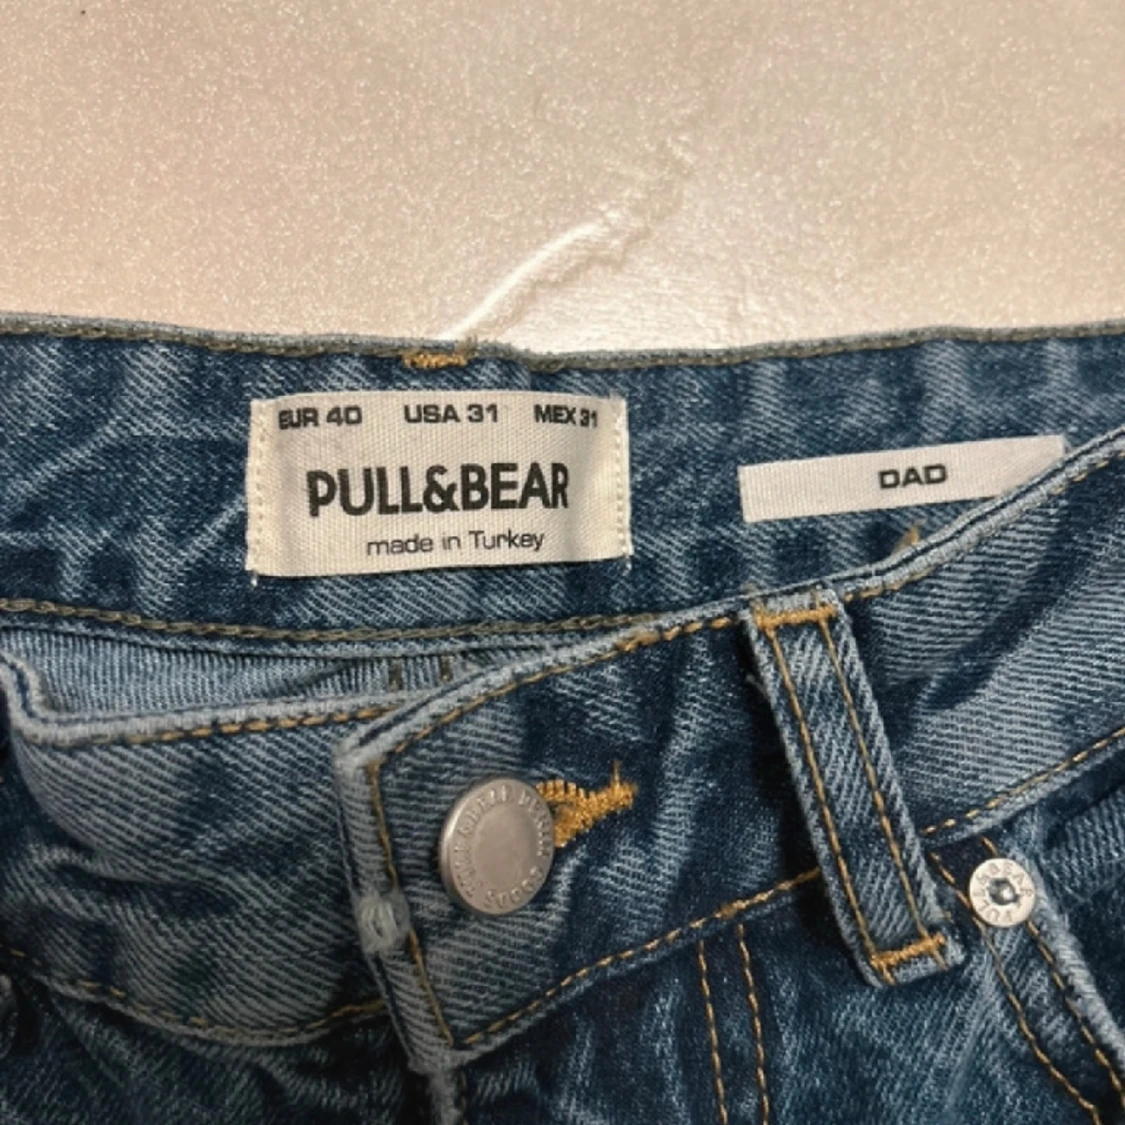 EUR 40 USA 31 MEX 31
PULL&BEAR
made in Turkey
DAD